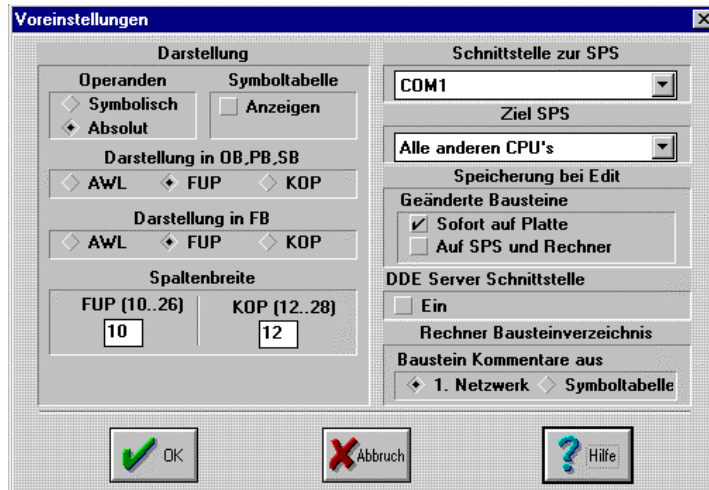 Voreinstellungen
Darstellung
Operanden
Symbolisch
Absolut
Symboltabelle
Anzeigen
Darstellung in OB,PB,SB
AWL FUP KOP
Darstellung in FB
AWL FUP KOP
Spaltenbreite
FUP (10..26)
10
KOP (12..28)
12
Schnittstelle zur SPS
COM1
Ziel SPS
Alle anderen CPU's
Speicherung bei Edit
Geänderte Bausteine
Sofort auf Platte
Auf SPS und Rechner
DDE Server Schnittstelle
Ein
Rechner Bausteinverzeichnis
Baustein Kommentare aus
1. Netzwerk Symboltabelle
OK
Abbruch
Hilfe